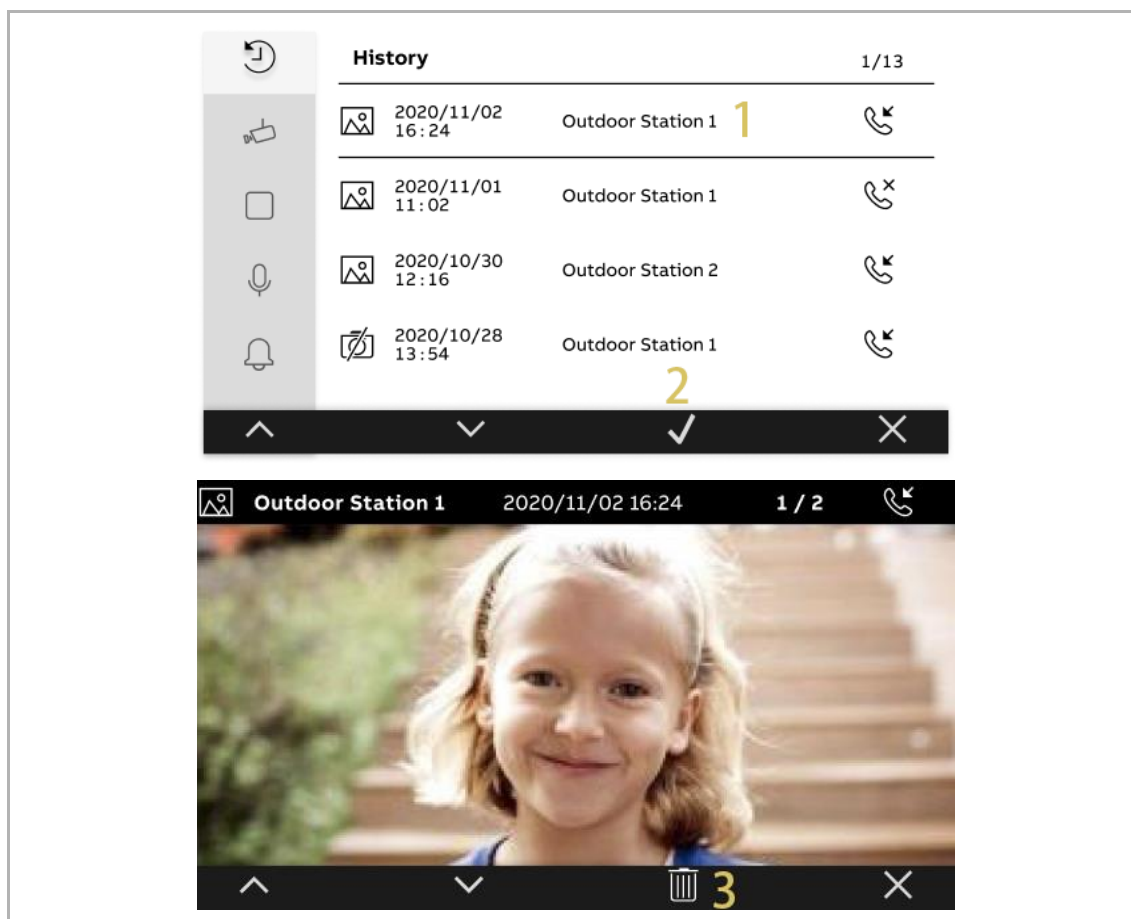 History 1/13
2020/11/02
16:24
Outdoor Station 1 1
2020/11/01
11:02
Outdoor Station 1
2020/10/30
12:16
Outdoor Station 2
2020/10/28
13:54
Outdoor Station 1
2
Outdoor Station 1 2020/11/02 16:24 1 / 2
3